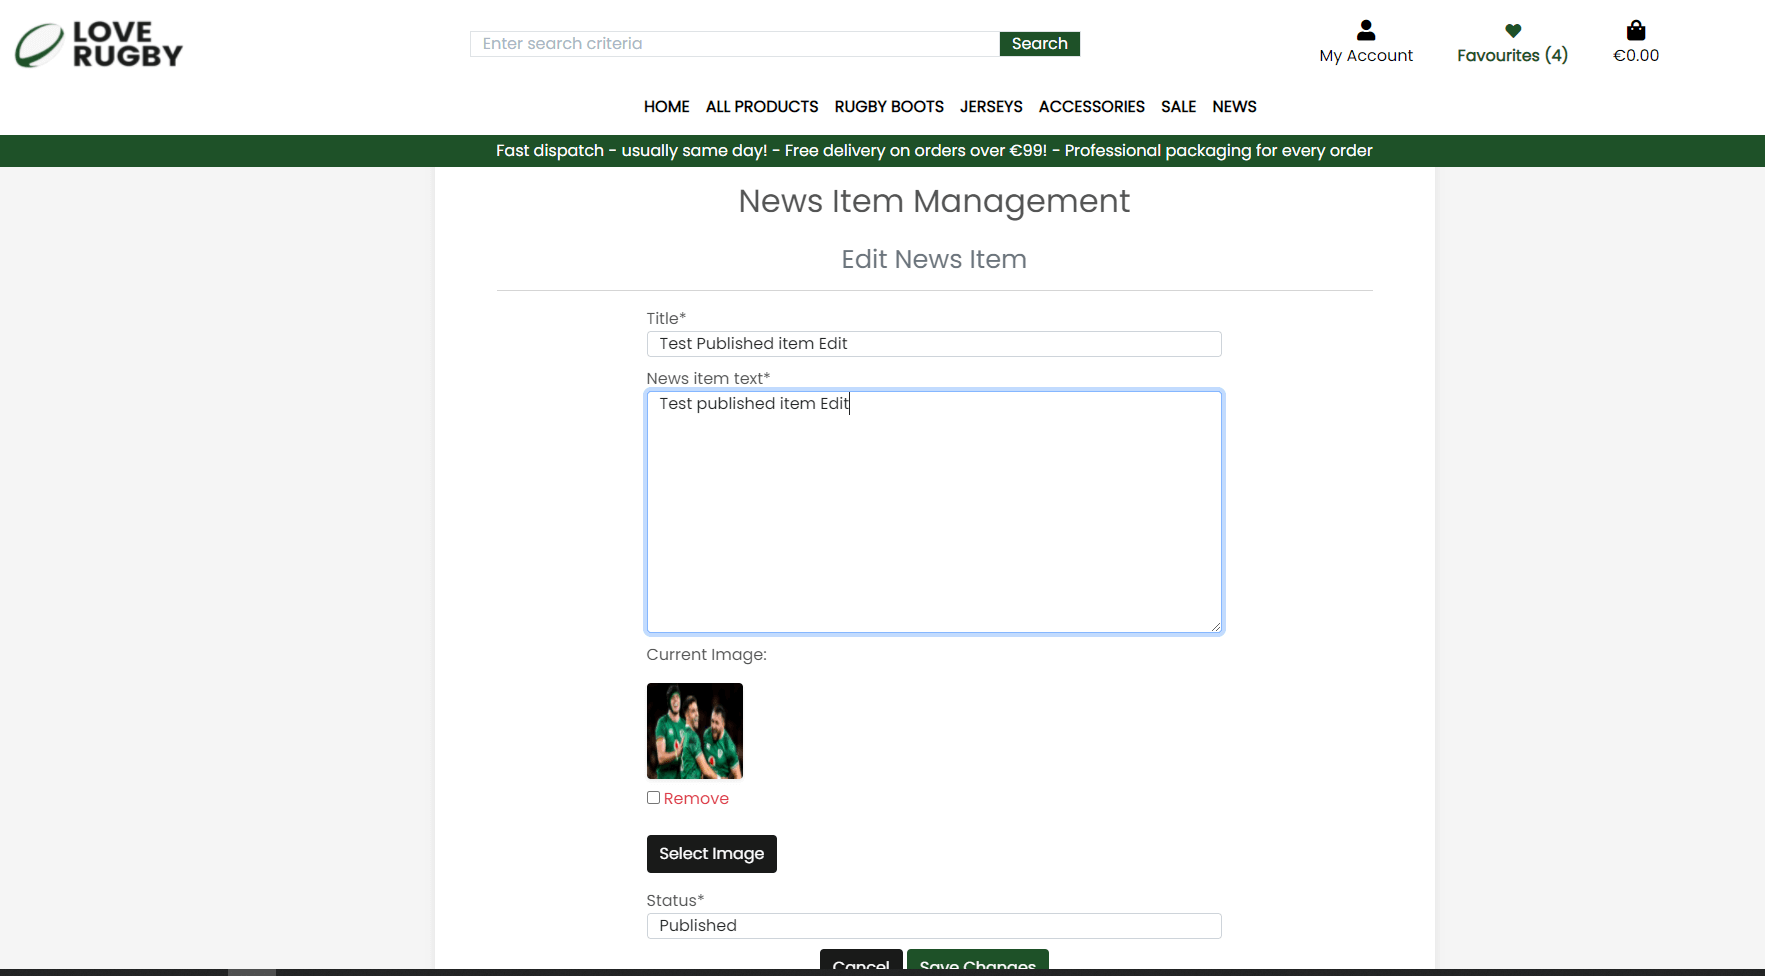 LOVE
RUGBY
Enter search criteria
Search
My Account
Favourites (4)
€0.00
HOME ALL PRODUCTS RUGBY BOOTS JERSEYS ACCESSORIES SALE NEWS
Fast dispatch - usually same day! - Free delivery on orders over €99! - Professional packaging for every order
News Item Management
Edit News Item
Title*
Test Published item Edit
News item text*
Test published item Edit
Current Image:
Remove
Select Image
Status*
Published
Cancel
Save Changes